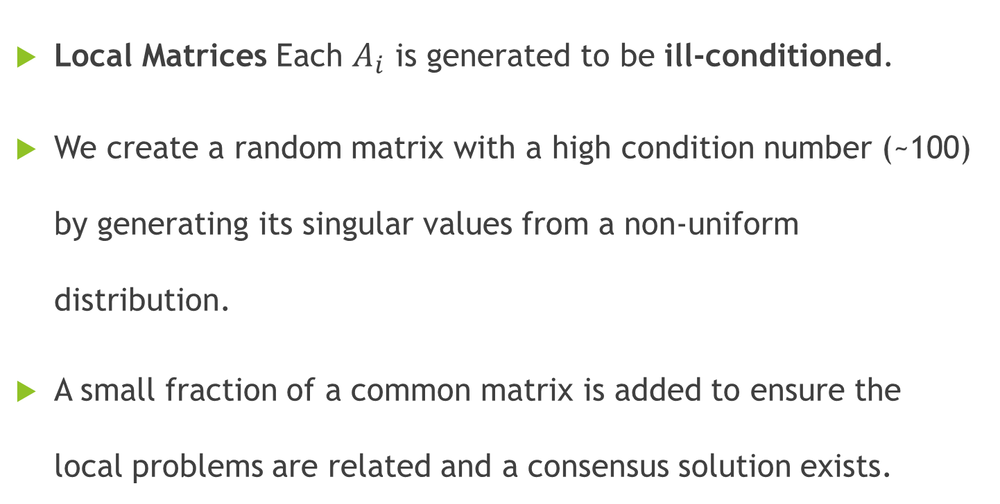 Local Matrices Each A_i is generated to be ill-conditioned.
We create a random matrix with a high condition number (~100)
by generating its singular values from a non-uniform
distribution.
A small fraction of a common matrix is added to ensure the
local problems are related and a consensus solution exists.